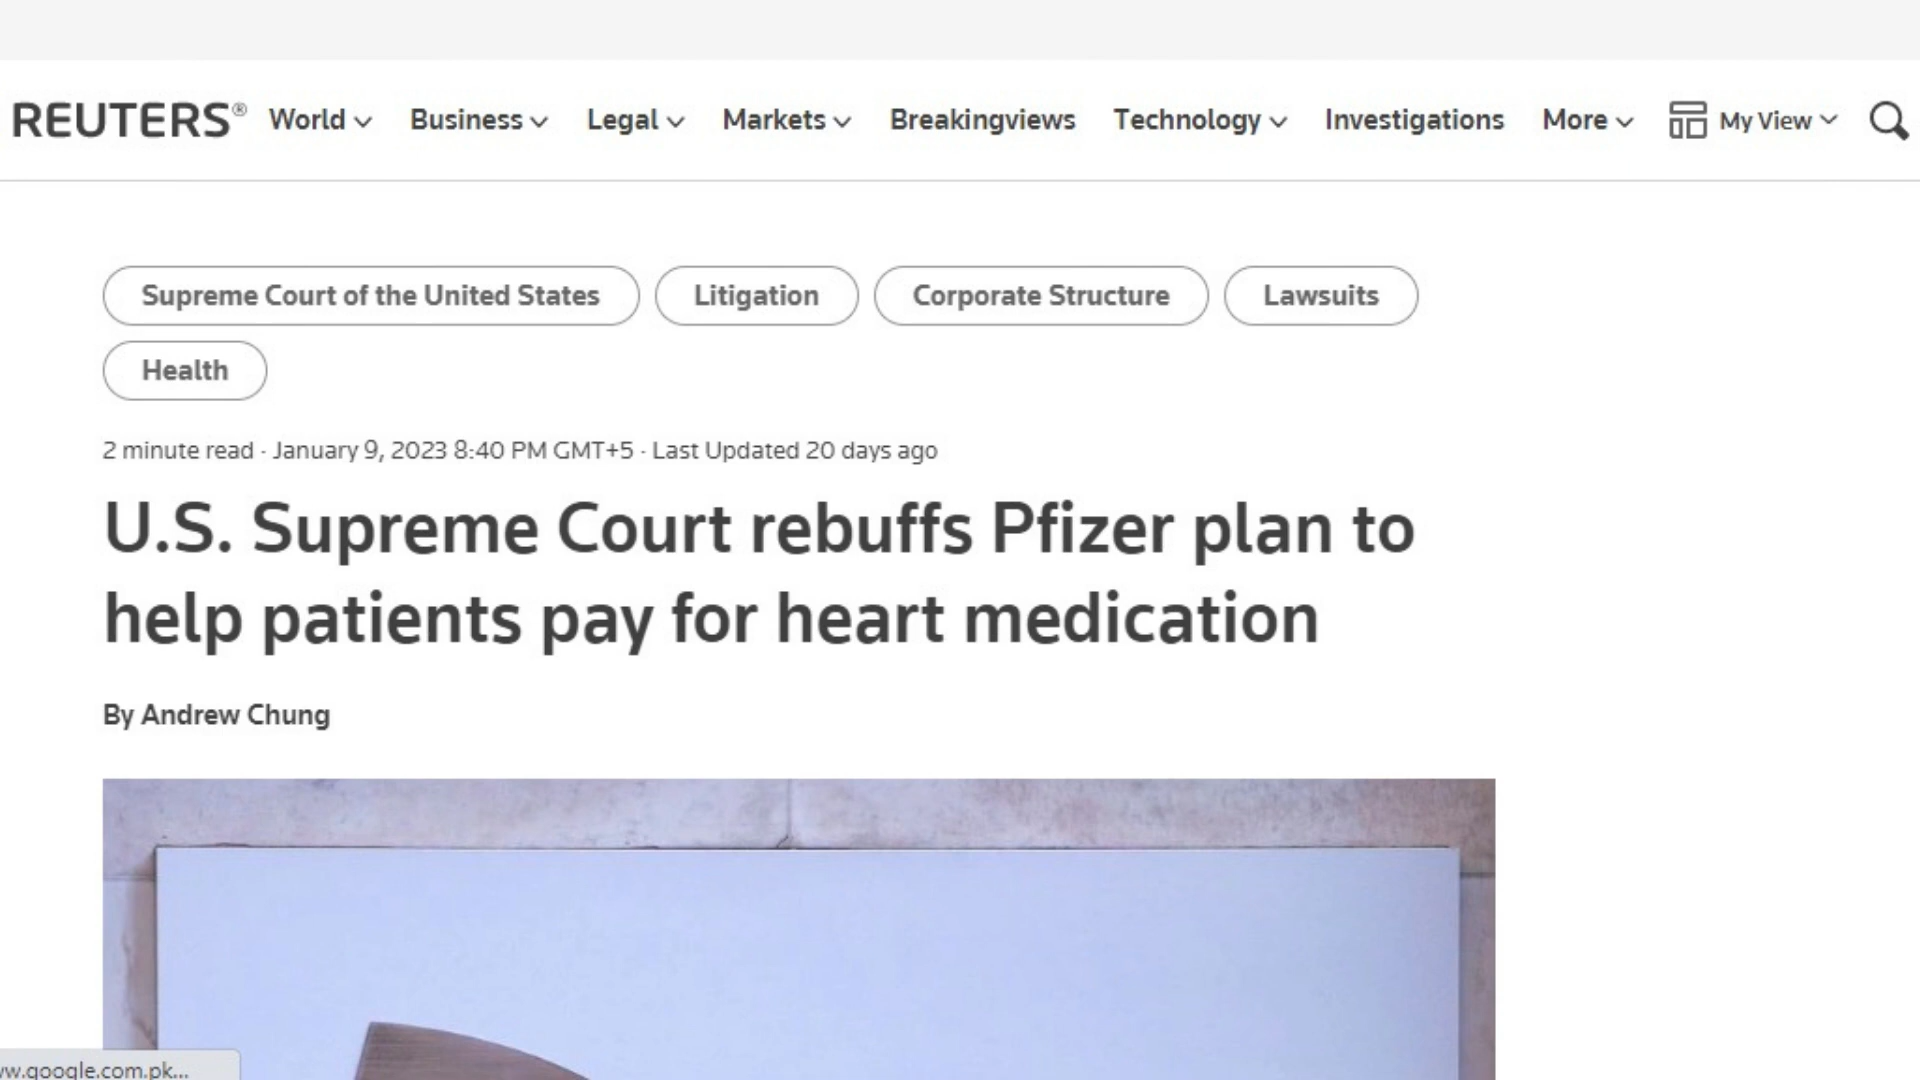 REUTERS® World Business Legal Markets Breakingviews Technology Investigations More My View
Supreme Court of the United States Litigation Corporate Structure Lawsuits
Health
2 minute read · January 9, 2023 8:40 PM GMT+5 · Last Updated 20 days ago
U.S. Supreme Court rebuffs Pfizer plan to
help patients pay for heart medication
By Andrew Chung
w.google.com.pk...